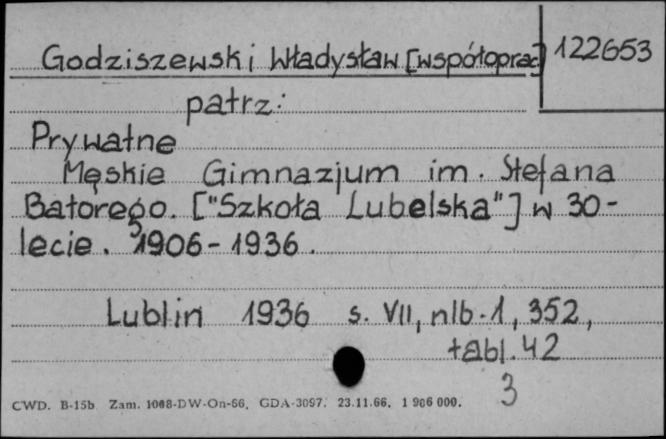 Godziszewski Władysław [współoprac] 122653
patrz:
Prywatne
Męskie Gimnazjum im. Stefana
Batorego. ["Szkoła Lubelska"] w 30-
lecie. 1906-1936.
Lublin 1936 s. VII, nlb.1, 352,
tabl. 42
3
CWD. B-15b Zam. 1068-DW-On-66, GDA-3097. 23.11.66. 1 986 000.